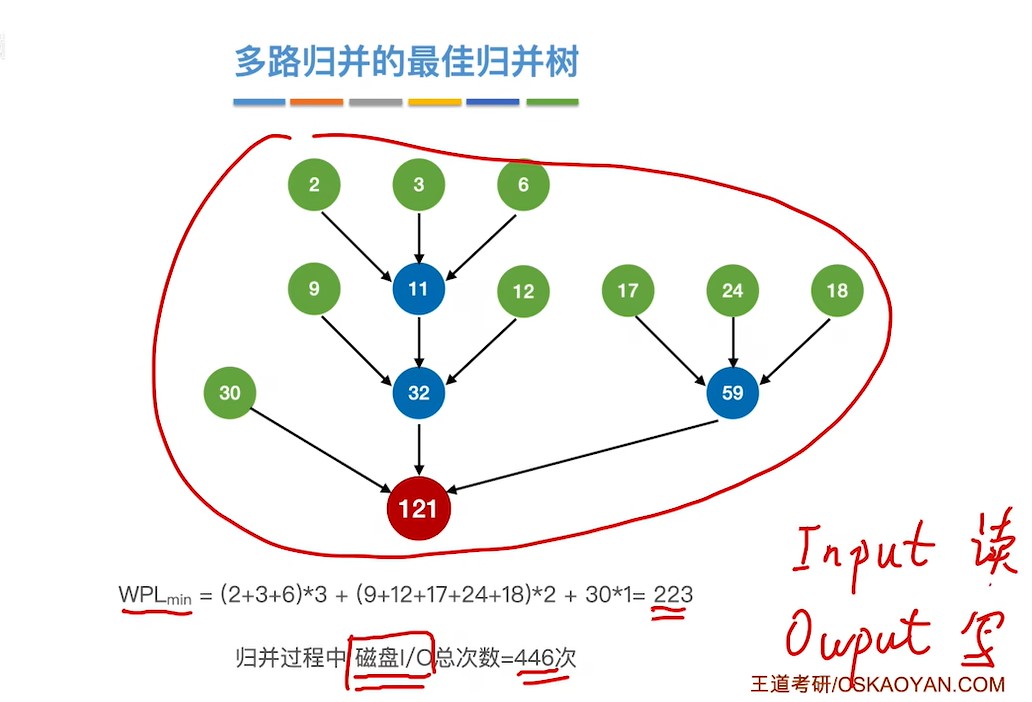 多路归并的最佳归并树
2 3 6
9 11 12 17 24 18
30 32 59
121
Input 读
WPLmin = (2+3+6)*3 + (9+12+17+24+18)*2 + 30*1= 223
Owput 写
归并过程中 磁盘I/O总次数=446次
王道考研/CSKAOYAN.COM